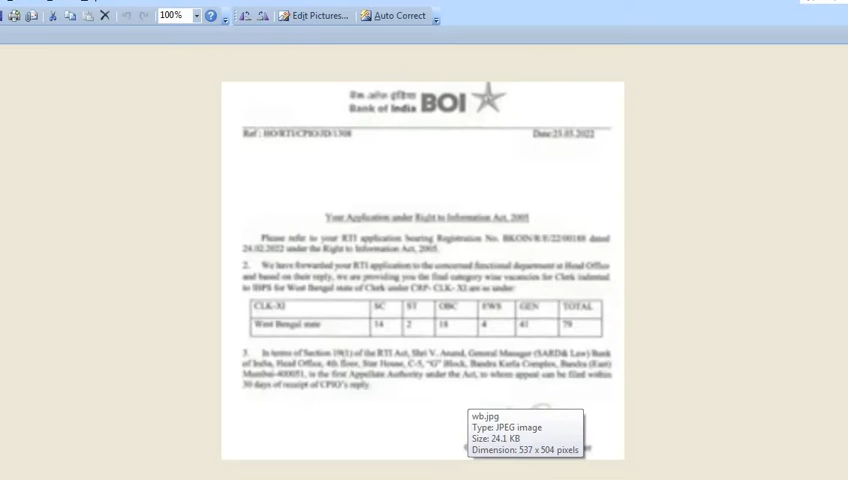 100%
Edit Pictures...
Auto Correct
बैंक ऑफ इंडिया
Bank of India BOI
Ref : HO/RTI/CPIO/JD/1308 Date:23.03.2022
Your Application under Right to Information Act, 2005
Please refer to your RTI application bearing Registration No. BKOIN/R/E/22/00188 dated
24.02.2022 under the Right to Information Act, 2005.
2. We have forwarded your RTI application to the concerned functional department at Head Office
and based on their reply, we are providing you the final category wise vacancies for Clerk indented
to IBPS for West Bengal state of Clerk under CRP- CLK- XI are as under:
CLK-XI SC ST OBC EWS GEN TOTAL
West Bengal state 14 2 18 4 41 79
3. In terms of Section 19(1) of the RTI Act, Shri V. Anand, General Manager (SARD& Law) Bank
of India, Head Office, 4th floor, Star House, C-5, "G" Block, Bandra Kurla Complex, Bandra (East)
Mumbai-400051, is the first Appellate Authority under the Act, to whom appeal can be filed within
30 days of receipt of CPIO's reply.
wb.jpg
Type: JPEG image
Size: 24.1 KB
Dimension: 537 x 504 pixels